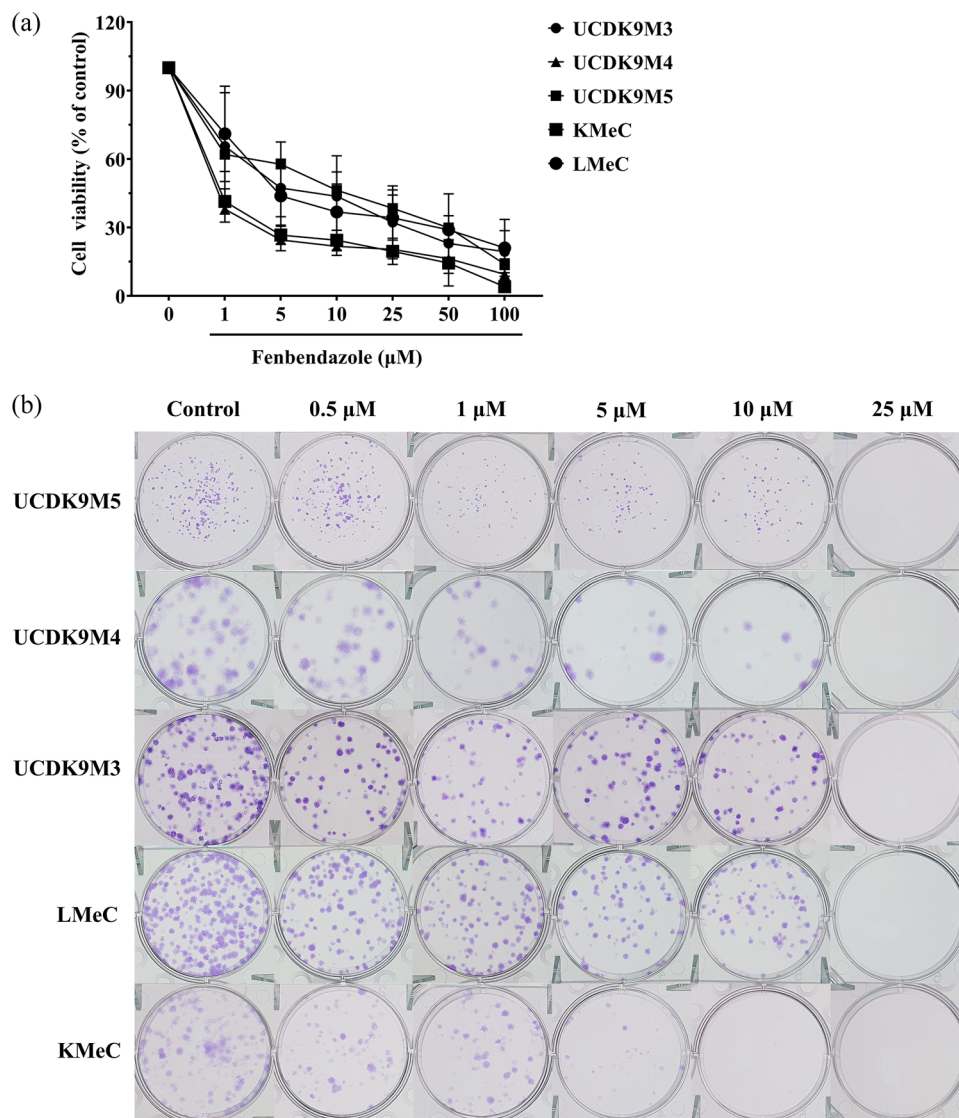 (a)
120
90
60
30
0
Cell viability (% of control)
0 1 5 10 25 50 100
Fenbendazole (μM)
UCDK9M3
UCDK9M4
UCDK9M5
KMeC
LMeC
(b)
Control 0.5 μM 1 μM 5 μM 10 μM 25 μM
UCDK9M5
UCDK9M4
UCDK9M3
LMeC
KMeC